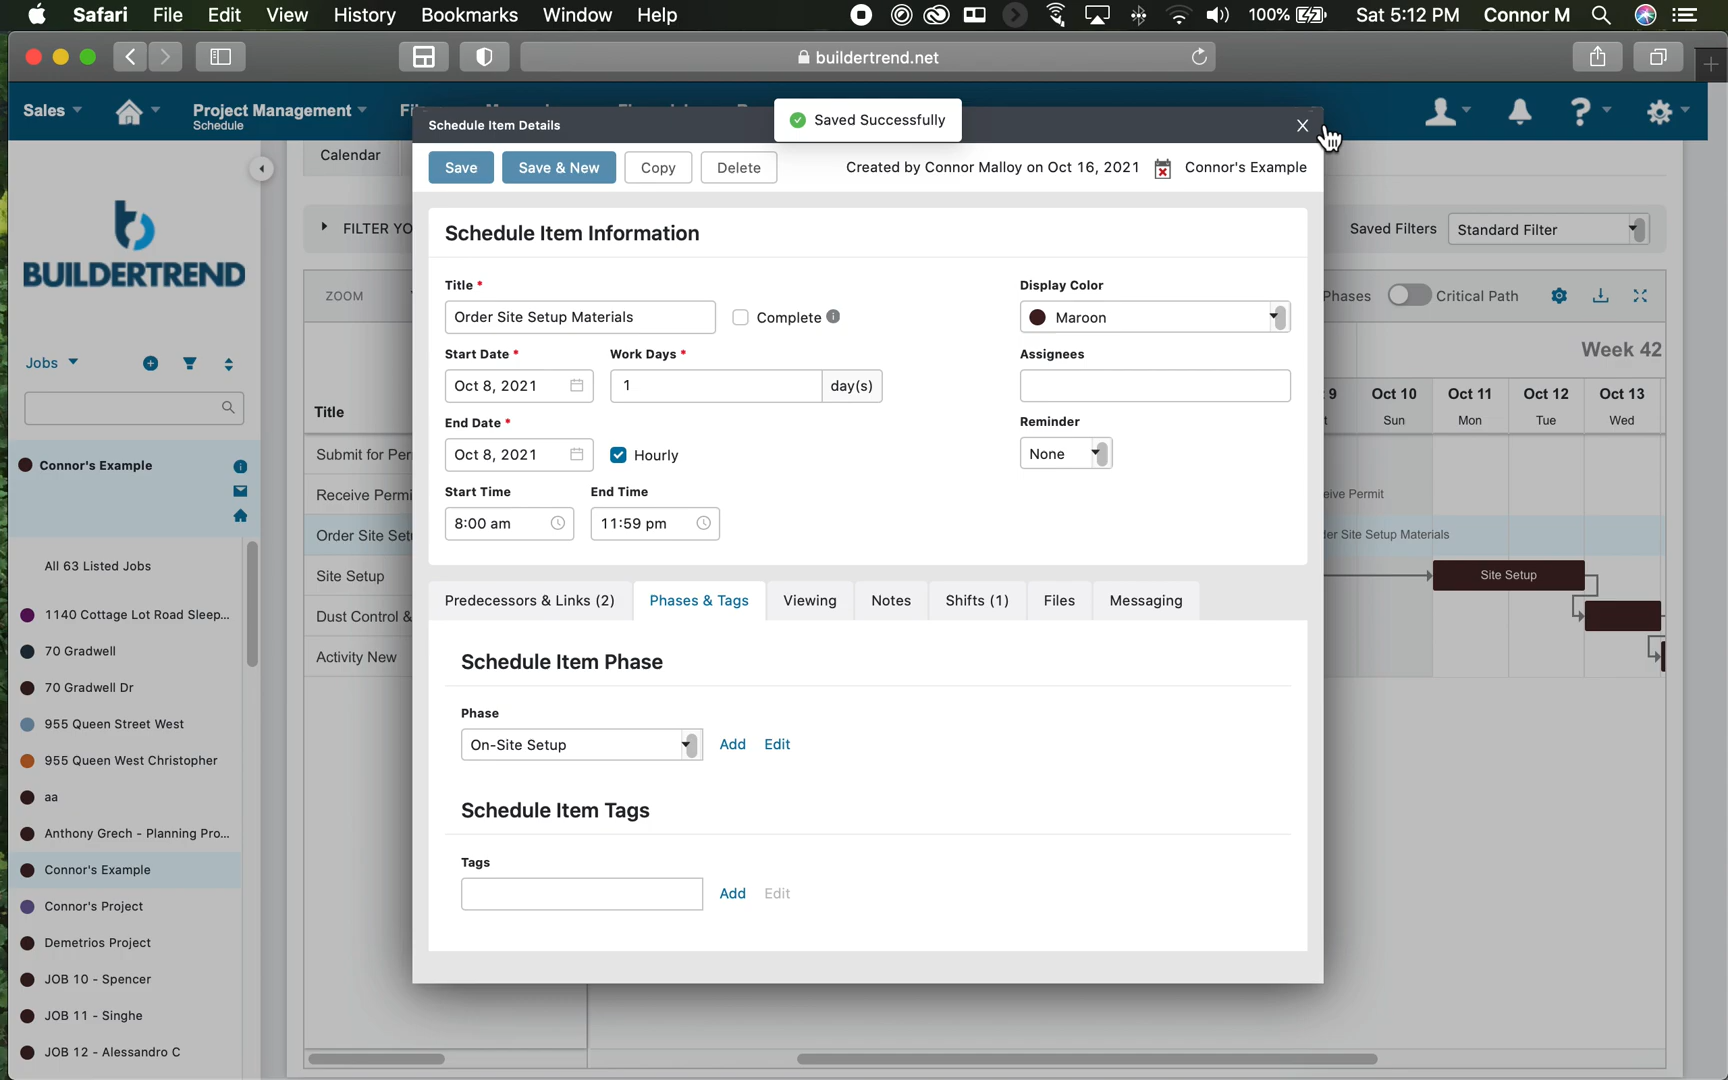 Safari File Edit View History Bookmarks Window Help 100% Sat 5:12 PM Connor M
buildertrend.net
Sales Project Management
Schedule
Saved Successfully
Schedule Item Details
Save Save & New Copy Delete Created by Connor Malloy on Oct 16, 2021 Connor's Example
Calendar
FILTER YO
Saved Filters Standard Filter
BUILDERTREND
ZOOM
Phases Critical Path
Week 42
Jobs
Title
9 Oct 10 Oct 11 Oct 12 Oct 13
t Sun Mon Tue Wed
Schedule Item Information
Title * Display Color
Order Site Setup Materials Complete Maroon
Start Date * Work Days * Assignees
Oct 8, 2021 1 day(s)
End Date * Reminder
Oct 8, 2021 Hourly None
Start Time End Time
8:00 am 11:59 pm
Predecessors & Links (2) Phases & Tags Viewing Notes Shifts (1) Files Messaging
Schedule Item Phase
Phase
On-Site Setup Add Edit
Schedule Item Tags
Tags
Add Edit
Submit for Per
Receive Permi
Order Site Set
Site Setup
Dust Control &
Activity New
eive Permit
er Site Setup Materials
Site Setup
Connor's Example
All 63 Listed Jobs
1140 Cottage Lot Road Sleep...
70 Gradwell
70 Gradwell Dr
955 Queen Street West
955 Queen West Christopher
aa
Anthony Grech - Planning Pro...
Connor's Example
Connor's Project
Demetrios Project
JOB 10 - Spencer
JOB 11 - Singhe
JOB 12 - Alessandro C